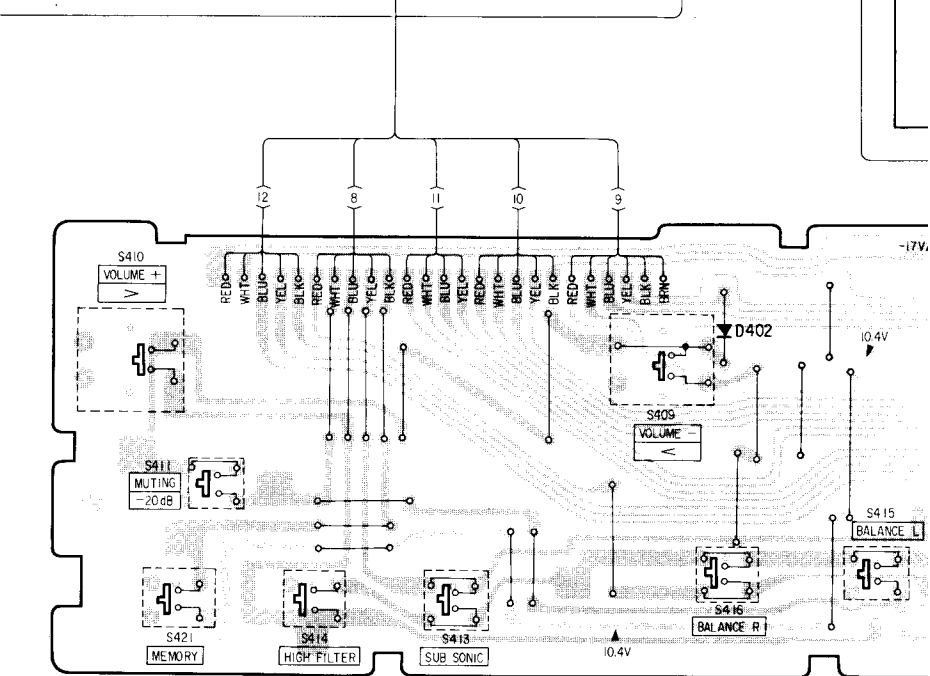 12
8
11
10
9
-17V
S410
VOLUME +
>
RED
WHT
BLU
YEL
BLK
RED
WHT
BLU
YEL
BLK
RED
WHT
BLU
YEL
RED
WHT
BLU
YEL
BLK
RED
WHT
BLU
YEL
BLK
BRN
D402
10.4V
S409
VOLUME -
<
S411
MUTING
-20dB
S415
BALANCE L
S421
MEMORY
S414
HIGH FILTER
S413
SUB SONIC
S416
BALANCE R
10.4V